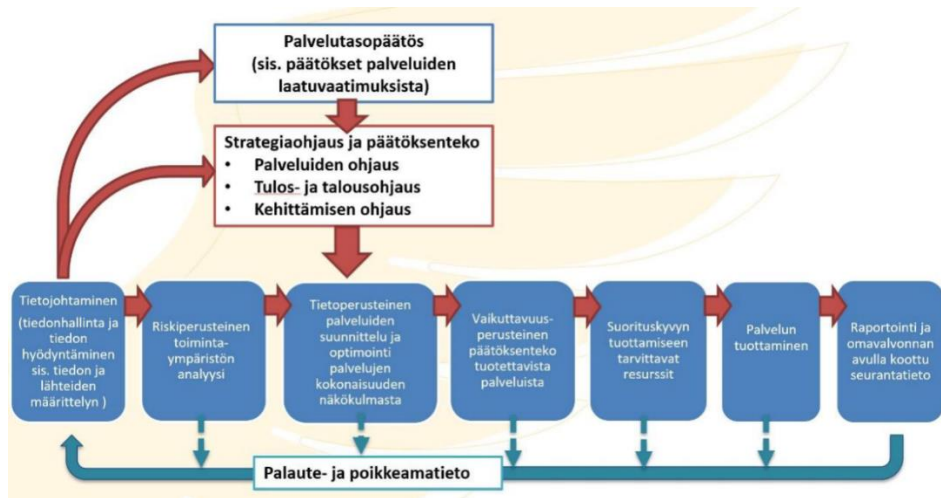 Palvelutasopäätös
(sis. päätökset palveluiden
laatuvaatimuksista)
Strategiaohjaus ja päätöksenteko
• Palveluiden ohjaus
• Tulos- ja talousohjaus
• Kehittämisen ohjaus
Tietojohtaminen
(tiedonhallinta ja
tiedon
hyödyntäminen
sis. tiedon ja
lähteiden
määrittelyn )
Riskiperusteinen
toiminta-
ympäristön
analyysi
Tietoperusteinen
palveluiden
suunnittelu ja
optimointi
palvelujen
kokonaisuuden
näkökulmasta
Vaikuttavuus-
perusteinen
päätöksenteko
tuotettavista
palveluista
Suorituskyvyn
tuottamiseen
tarvittavat
resurssit
Palvelun
tuottaminen
Raportointi ja
omavalvonnan
avulla koottu
seurantatieto
Palaute- ja poikkeamatieto